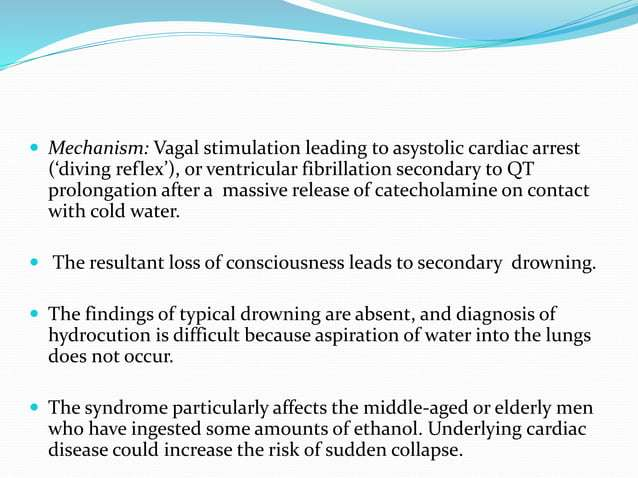 Mechanism: Vagal stimulation leading to asystolic cardiac arrest
(‘diving reflex’), or ventricular fibrillation secondary to QT
prolongation after a  massive release of catecholamine on contact
with cold water.
The resultant loss of consciousness leads to secondary  drowning.
The findings of typical drowning are absent, and diagnosis of
hydrocution is difficult because aspiration of water into the lungs
does not occur.
The syndrome particularly affects the middle-aged or elderly men
who have ingested some amounts of ethanol. Underlying cardiac
disease could increase the risk of sudden collapse.